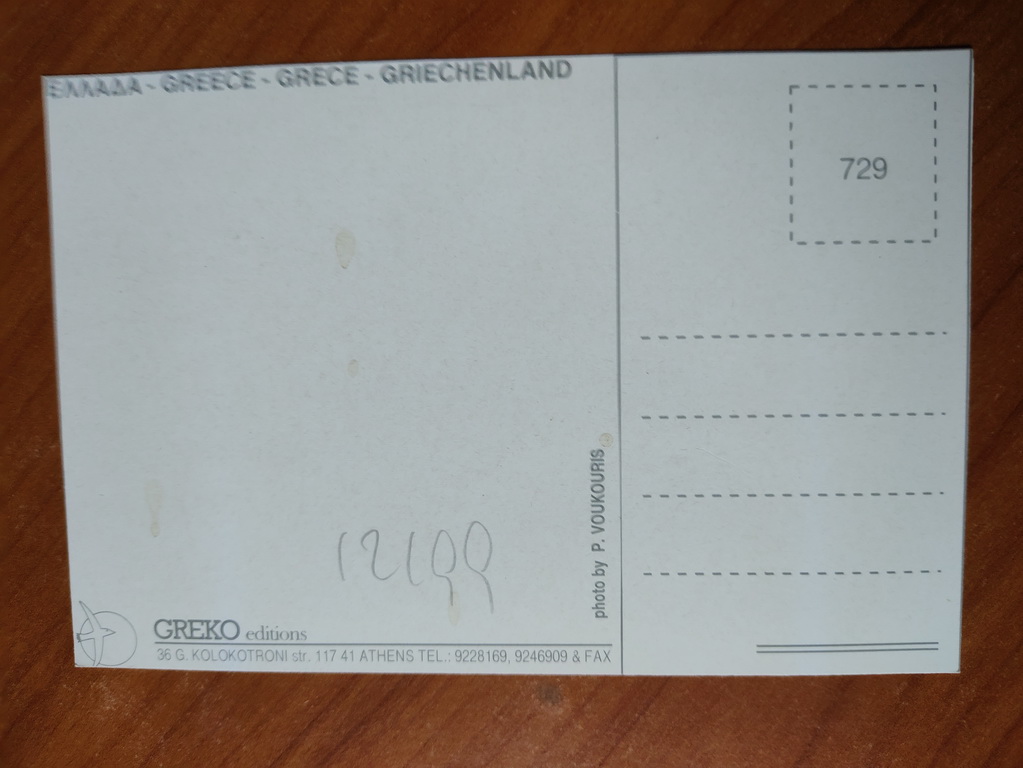 ΕΛΛΑΔΑ - GREECE - GRECE - GRIECHENLAND
729
photo by P. VOUKOURIS
GREKO editions
36 G. KOLOKOTRONI str. 117 41 ATHENS TEL.: 9228169, 9246909 & FAX